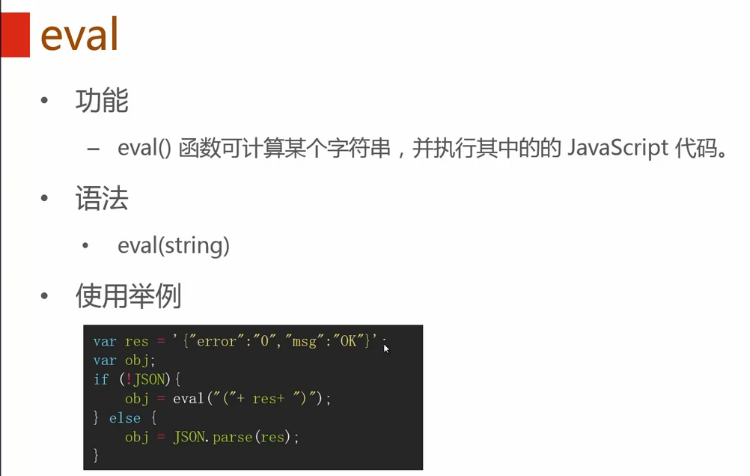 eval
• 功能
– eval() 函数可计算某个字符串，并执行其中的的 JavaScript 代码。
• 语法
• eval(string)
• 使用举例
var res = '{"error":"0","msg":"OK"}';
var obj;
if (!JSON){
obj = eval("("+ res+ ")");
} else {
obj = JSON.parse(res);
}